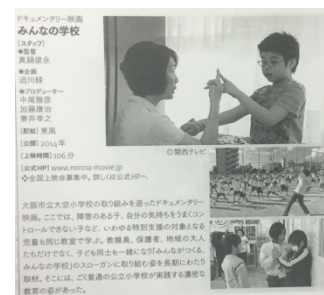 ドキュメンタリー映画
みんなの学校
[スタッフ]
●監督
真鍋俊永
●企画
迫川緑
●プロデューサー
中尾雅彦
加藤康治
兼井孝之
[配給] 東風
[公開] 2014年
[上映時間] 106分
[公式HP] www.minna-movie.jp
❖全国上映会募集中。詳しくは公式HPへ
©関西テレビ
大阪市立大空小学校の取り組みを追ったドキュメンタリー
映画。ここでは、障害のある子、自分の気持ちをうまくコン
トロールできない子など、いわゆる特別支援の対象となる
児童も同じ教室で学ぶ。教職員、保護者、地域の大人
たちだけでなく、子ども同士も一緒になり「みんながつくる、
みんなの学校」のスローガンに取り組む姿を長期にわたり
取材。そこには、ごく普通の公立小学校が実践する濃密な
教育の姿があった。